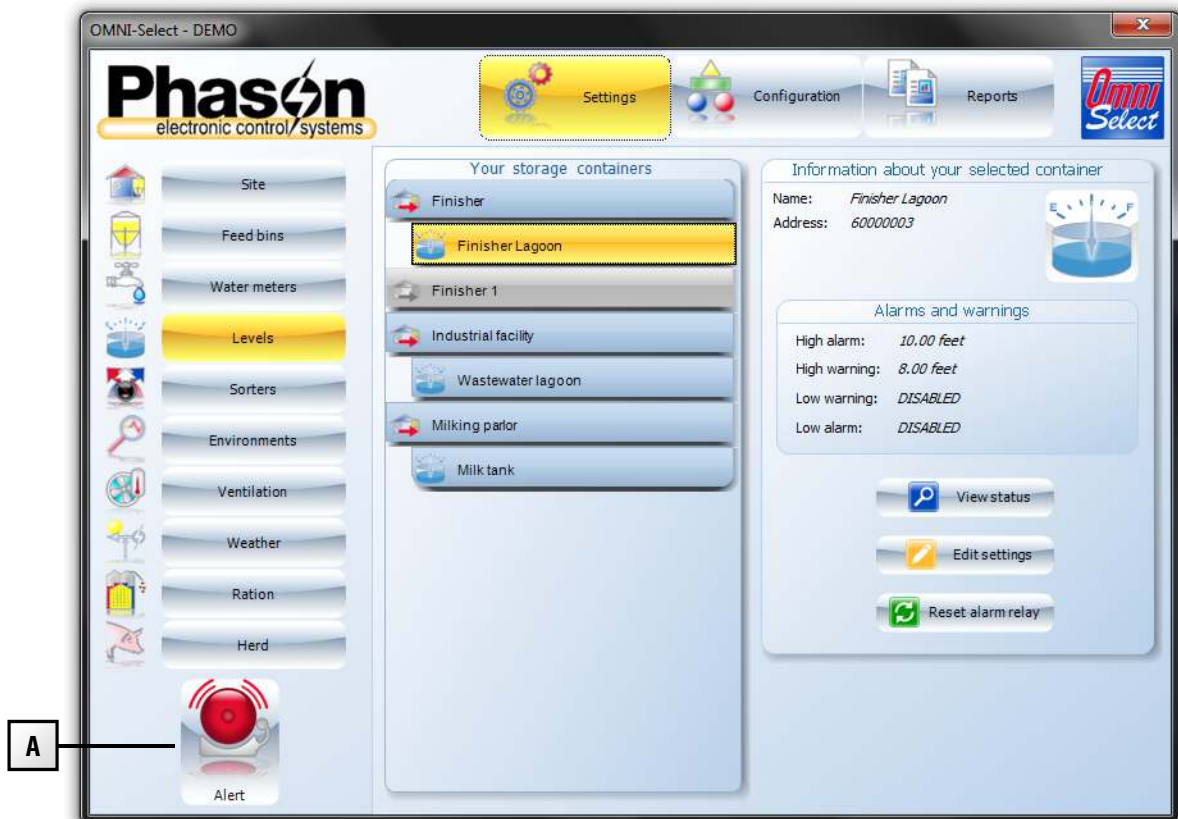 OMNI-Select - DEMO
Phason
electronic control systems
Settings
Configuration
Reports
Omni
Select
Site
Feed bins
Water meters
Levels
Sorters
Environments
Ventilation
Weather
Ration
Herd
A
Alert
Your storage containers
Finisher
Finisher Lagoon
Finisher 1
Industrial facility
Wastewater lagoon
Milking parlor
Milk tank
Information about your selected container
Name: Finisher Lagoon
Address: 60000003
E F
Alarms and warnings
High alarm: 10.00 feet
High warning: 8.00 feet
Low warning: DISABLED
Low alarm: DISABLED
View status
Edit settings
Reset alarm relay